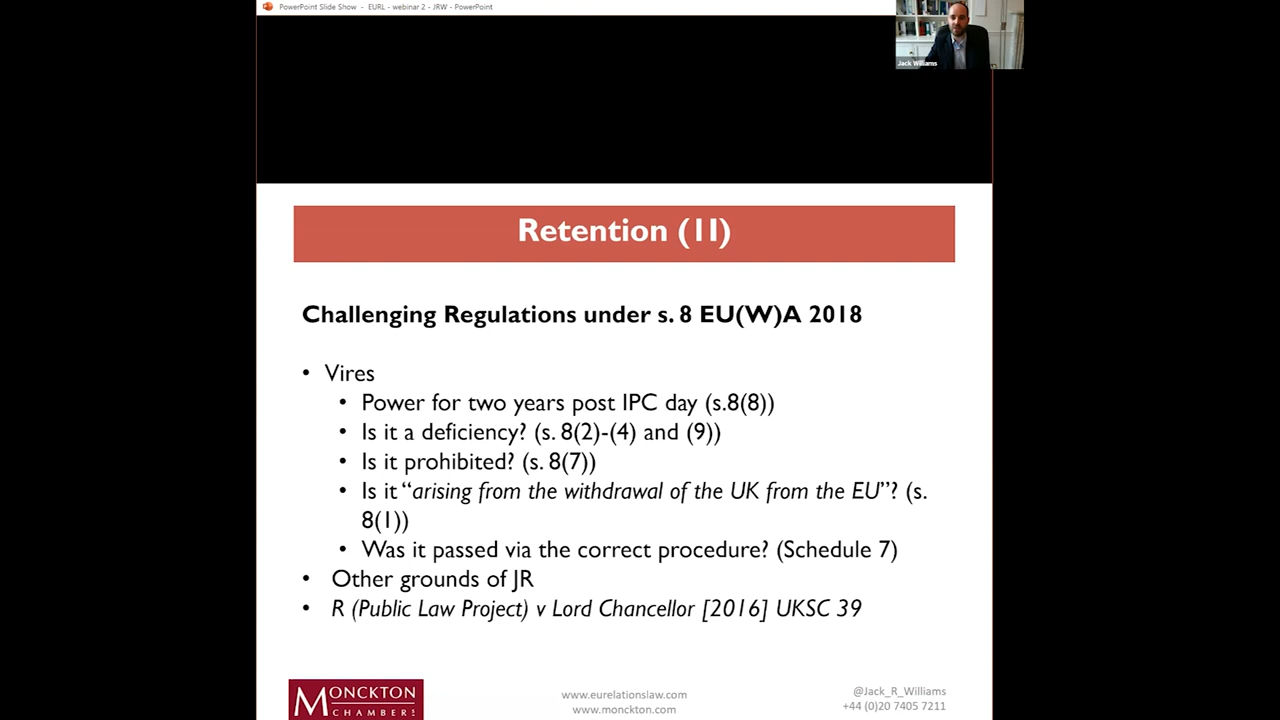 PowerPoint Slide Show - EURL - webinar 2 - JRW - PowerPoint
Jack Williams
Retention (II)
Challenging Regulations under s. 8 EU(W)A 2018
• Vires
• Power for two years post IPC day (s.8(8))
• Is it a deficiency? (s. 8(2)-(4) and (9))
• Is it prohibited? (s. 8(7))
• Is it “arising from the withdrawal of the UK from the EU”? (s.
8(1))
• Was it passed via the correct procedure? (Schedule 7)
• Other grounds of JR
• R (Public Law Project) v Lord Chancellor [2016] UKSC 39
MONCKTON
CHAMBERS
www.eurelationslaw.com
www.monckton.com
@Jack_R_Williams
+44 (0)20 7405 7211